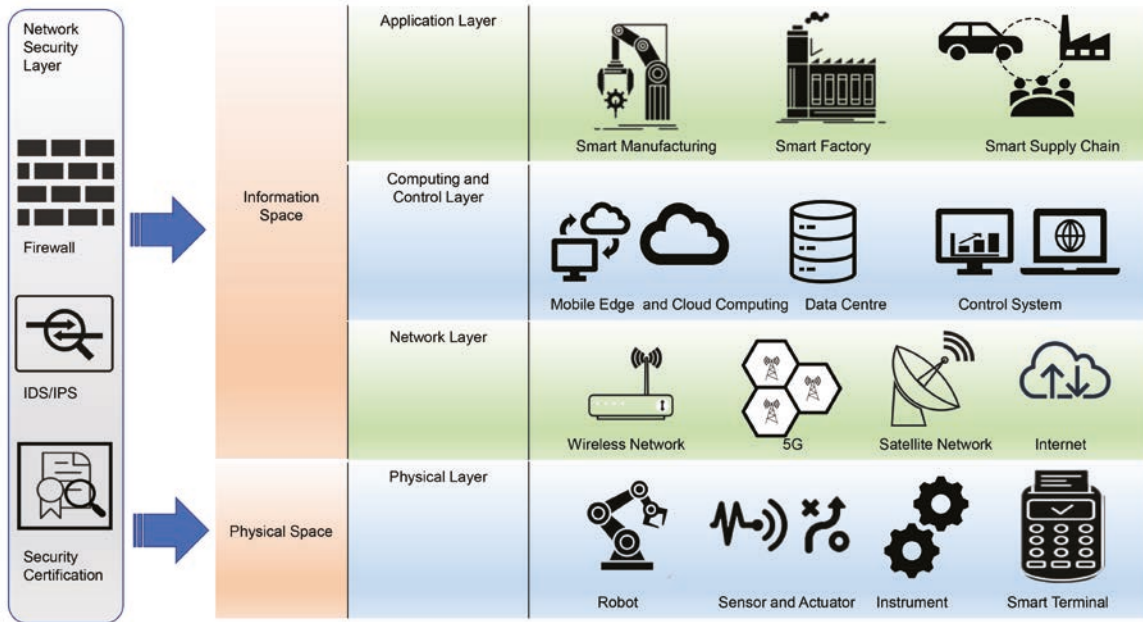 Network
Security
Layer
Firewall
IDS/IPS
Security
Certification
Information
Space
Physical Space
Application Layer
Smart Manufacturing
Smart Factory
Smart Supply Chain
Computing and
Control Layer
Mobile Edge and Cloud Computing
Data Centre
Control System
Network Layer
Wireless Network
5G
Satellite Network
Internet
Physical Layer
Robot
Sensor and Actuator
Instrument
Smart Terminal